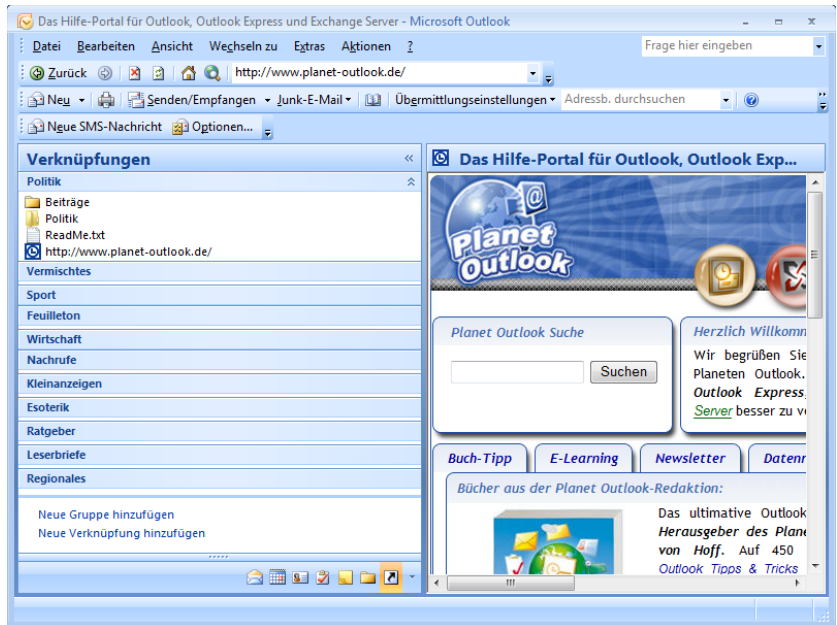 Das Hilfe-Portal für Outlook, Outlook Express und Exchange Server - Microsoft Outlook
Datei Bearbeiten Ansicht Wechseln zu Extras Aktionen ? Frage hier eingeben
Zurück http://www.planet-outlook.de/
Neu Senden/Empfangen Junk-E-Mail Übermittlungseinstellungen Adressb. durchsuchen
Neue SMS-Nachricht Optionen...
Verknüpfungen
Politik
Beiträge
Politik
ReadMe.txt
http://www.planet-outlook.de/
Vermischtes
Sport
Feuilleton
Wirtschaft
Nachrufe
Kleinanzeigen
Esoterik
Ratgeber
Leserbriefe
Regionales
Neue Gruppe hinzufügen
Neue Verknüpfung hinzufügen
Das Hilfe-Portal für Outlook, Outlook Exp...
Planet
Outlook
Planet Outlook Suche
Suchen
Herzlich Willkomm
Wir begrüßen Sie
Planeten Outlook.
Outlook Express,
Server besser zu v
Buch-Tipp E-Learning Newsletter Datenr
Bücher aus der Planet Outlook-Redaktion:
Das ultimative Outlook
Herausgeber des Plane
von Hoff. Auf 450
Outlook Tipps & Tricks